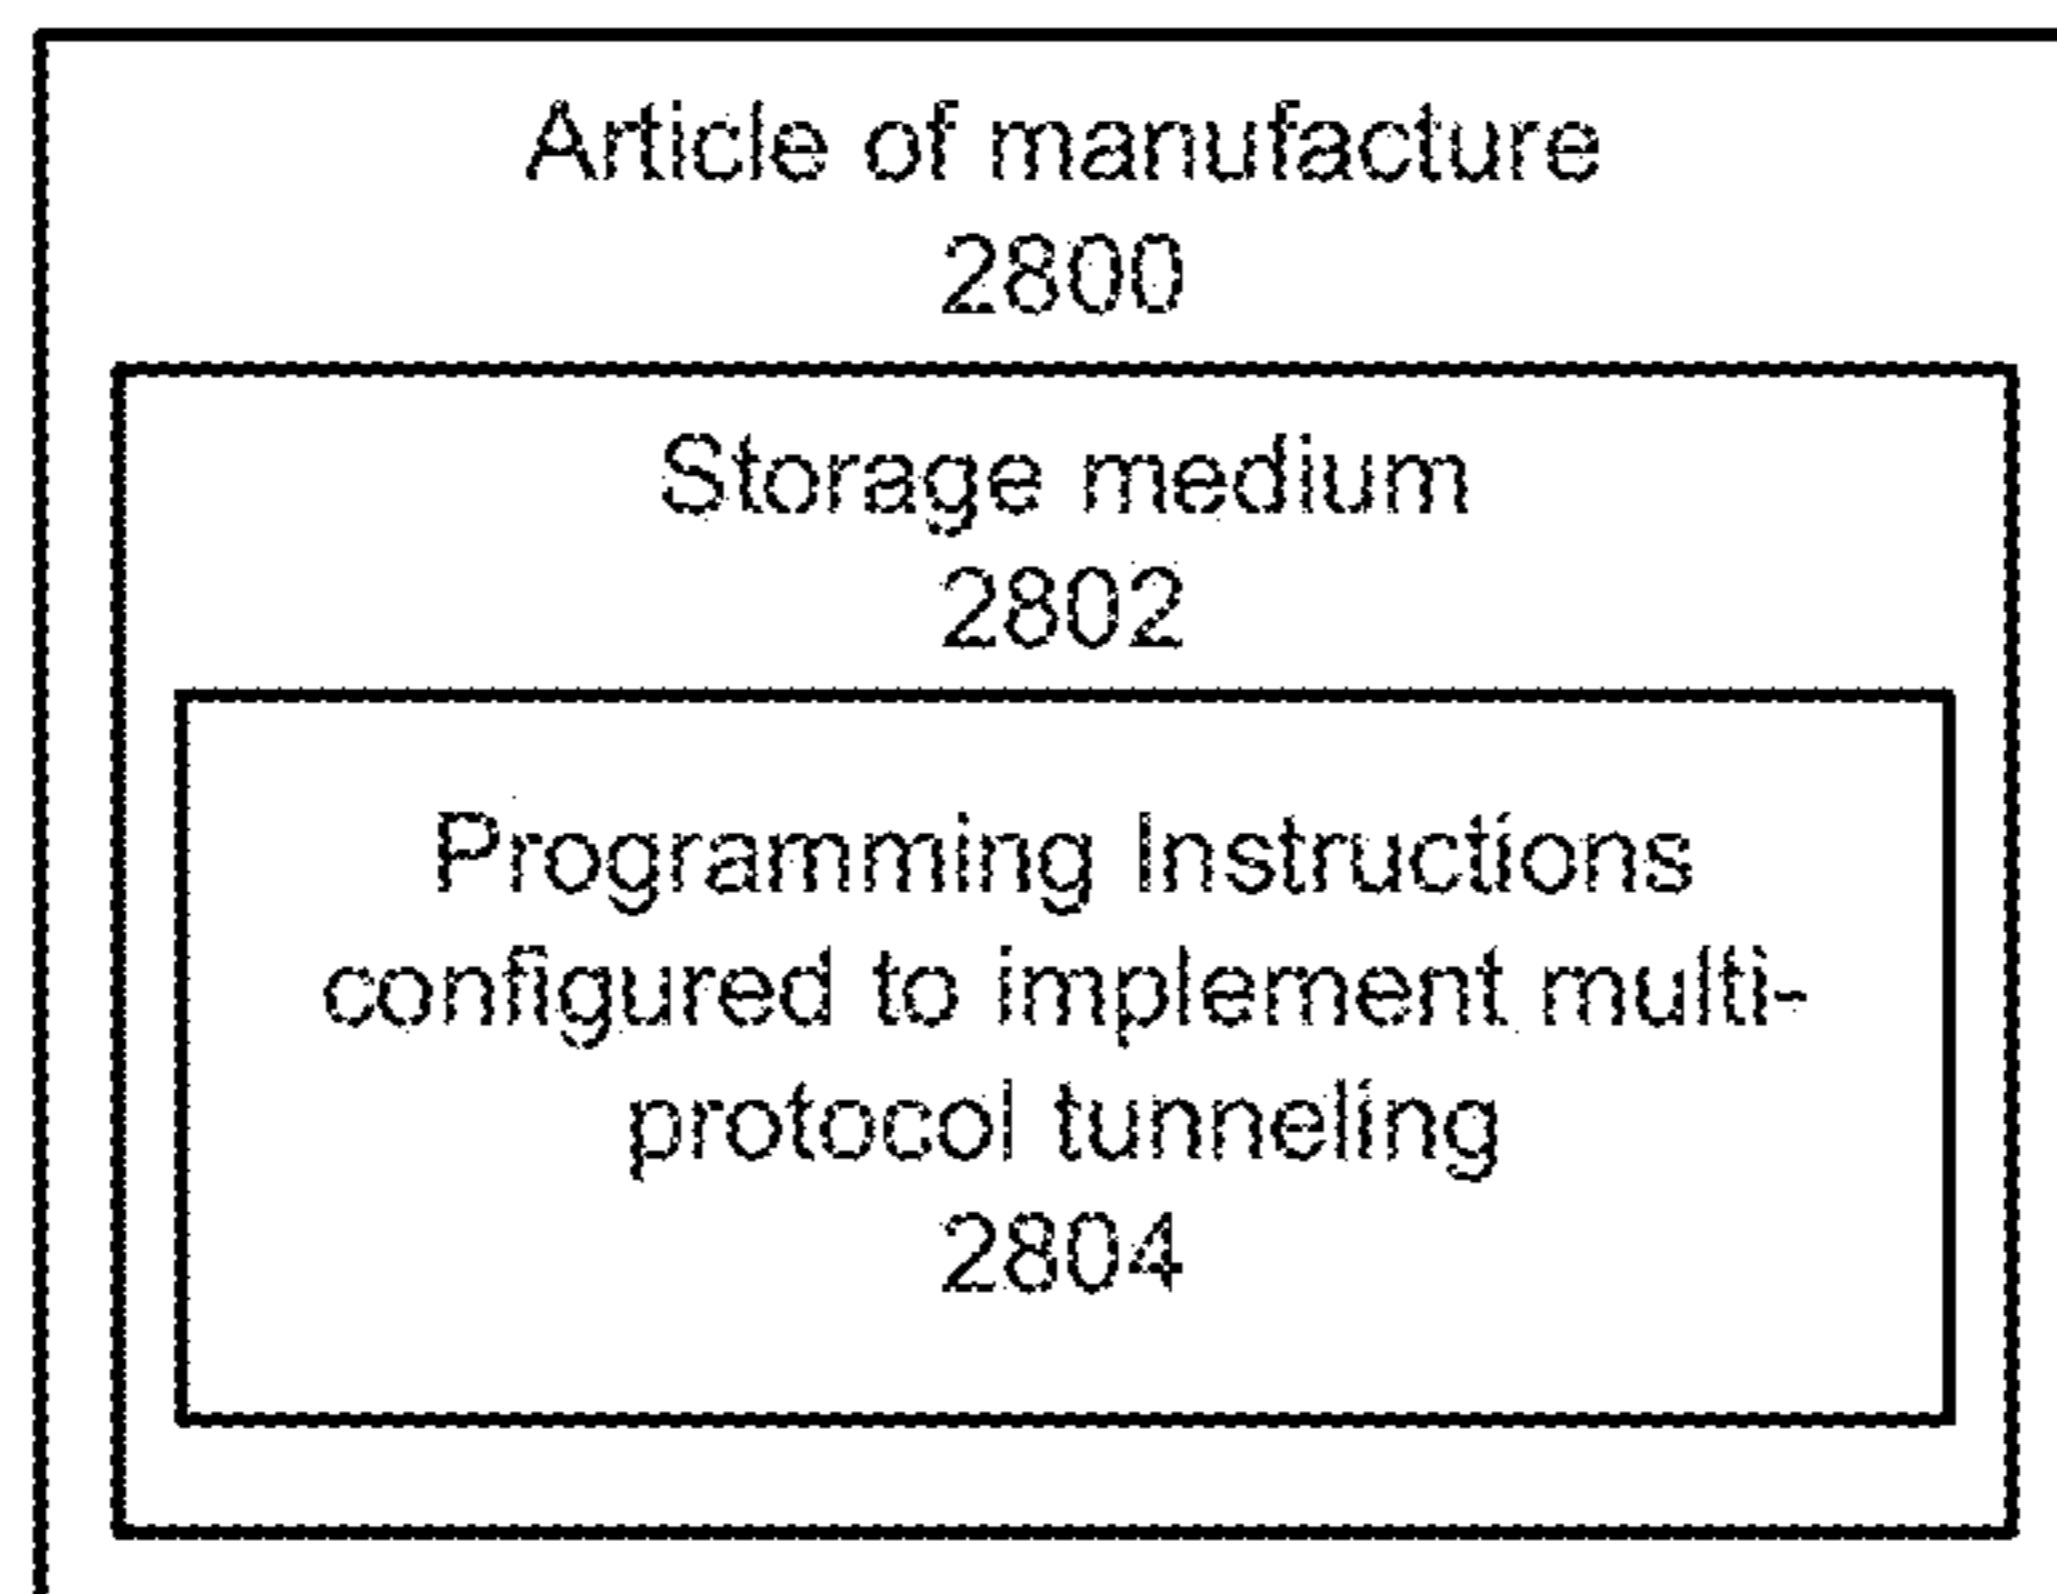 Article of manufacture
2800
Storage medium
2802
Programming Instructions
configured to implement multi-
protocol tunneling
2804